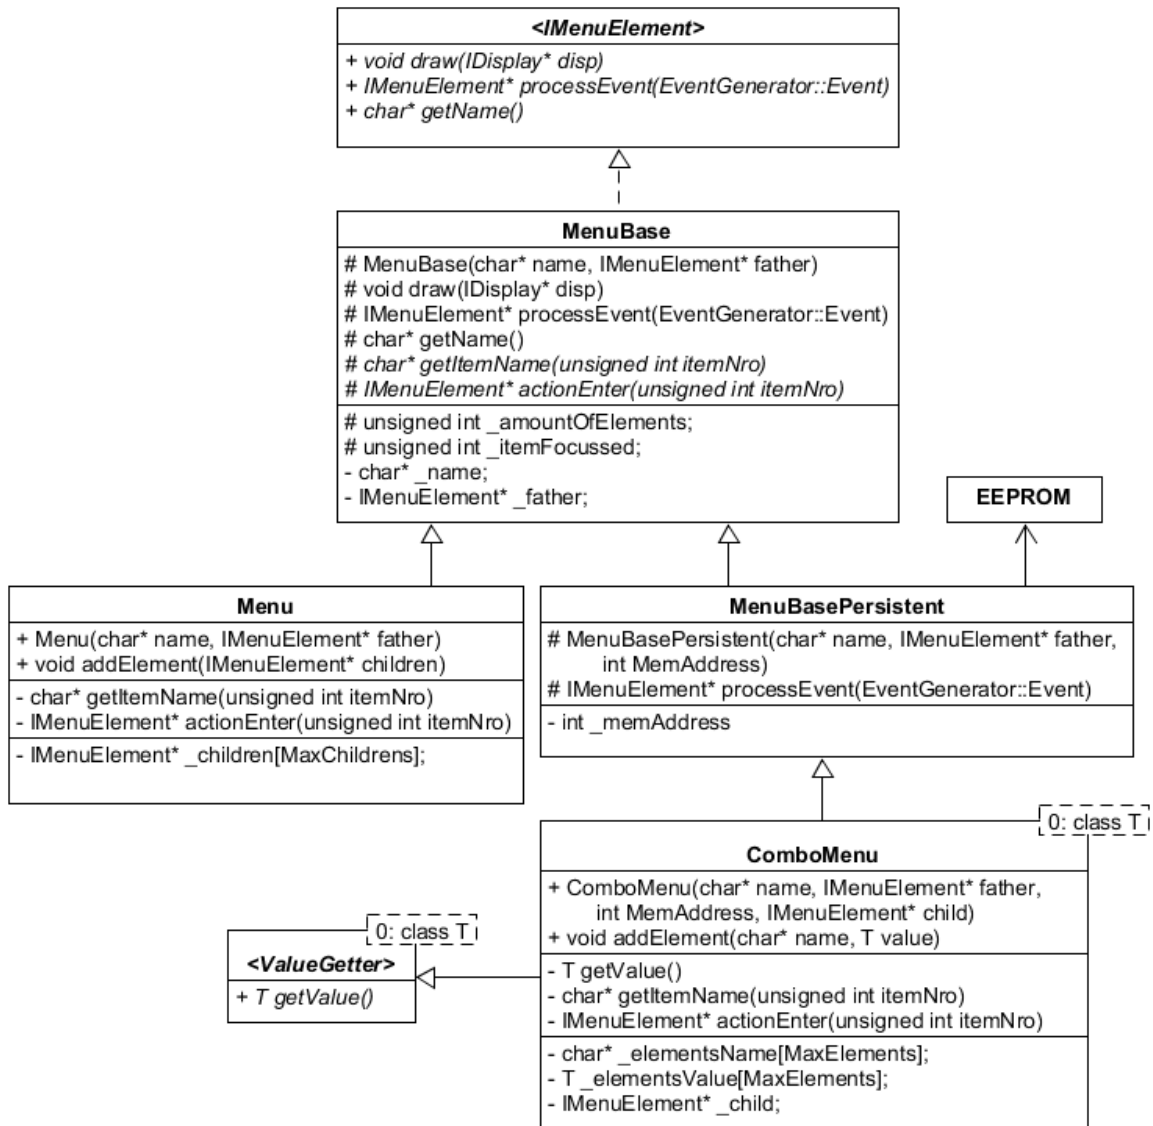 <IMenuElement>
+ void draw(IDisplay* disp)
+ IMenuElement* processEvent(EventGenerator::Event)
+ char* getName()
MenuBase
# MenuBase(char* name, IMenuElement* father)
# void draw(IDisplay* disp)
# IMenuElement* processEvent(EventGenerator::Event)
# char* getName()
# char* getItemName(unsigned int itemNro)
# IMenuElement* actionEnter(unsigned int itemNro)
# unsigned int _amountOfElements;
# unsigned int _itemFocussed;
- char* _name;
- IMenuElement* _father;
EEPROM
Menu
+ Menu(char* name, IMenuElement* father)
+ void addElement(IMenuElement* children)
- char* getItemName(unsigned int itemNro)
- IMenuElement* actionEnter(unsigned int itemNro)
- IMenuElement* _children[MaxChildrens];
MenuBasePersistent
# MenuBasePersistent(char* name, IMenuElement* father,
int MemAddress)
# IMenuElement* processEvent(EventGenerator::Event)
- int _memAddress
0: class T
ComboMenu
+ ComboMenu(char* name, IMenuElement* father,
int MemAddress, IMenuElement* child)
+ void addElement(char* name, T value)
- T getValue()
- char* getItemName(unsigned int itemNro)
- IMenuElement* actionEnter(unsigned int itemNro)
- char* _elementsName[MaxElements];
- T _elementsValue[MaxElements];
- IMenuElement* _child;
0: class T
<ValueGetter>
+ T getValue()